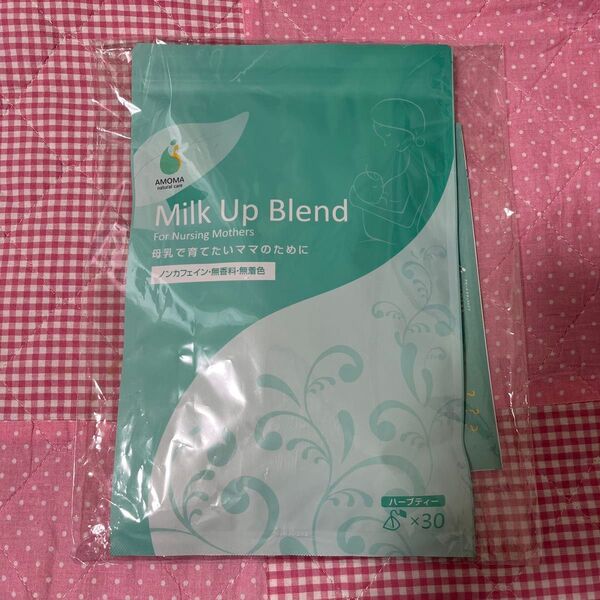 AMOMA
natural care
Milk Up Blend
For Nursing Mothers
母乳で育てたいママのために
ノンカフェイン・無香料・無着色
ハーブティー
×30